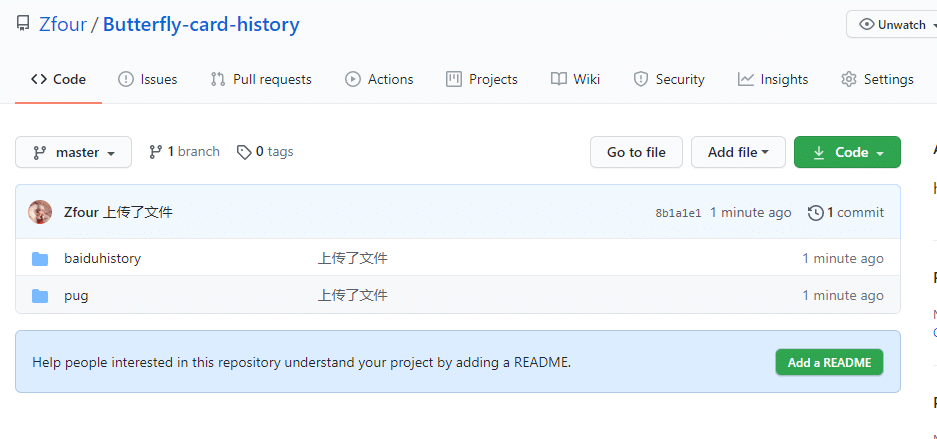 Zfour / Butterfly-card-history
Unwatch
Code Issues Pull requests Actions Projects Wiki Security Insights Settings
master 1 branch 0 tags Go to file Add file Code
Zfour 上传了文件 8b1a1e1 1 minute ago 1 commit
baiduhistory 上传了文件 1 minute ago
pug 上传了文件 1 minute ago
Help people interested in this repository understand your project by adding a README. Add a README